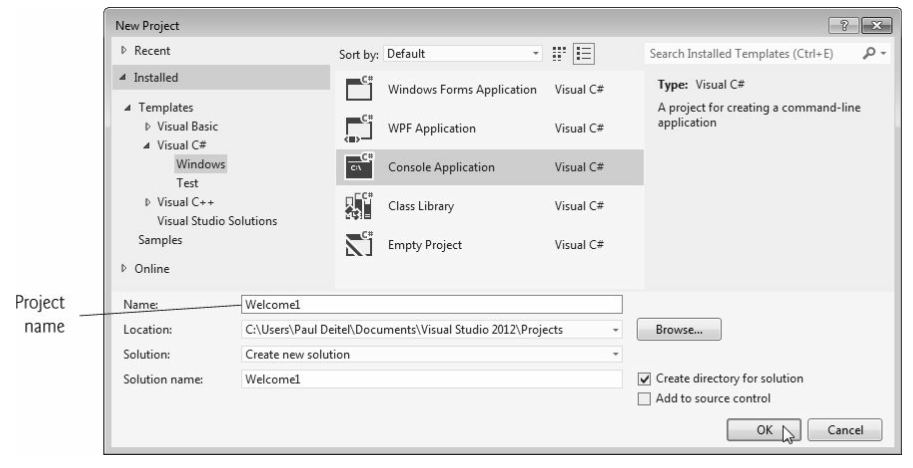 New Project
Recent
Installed
Templates
Visual Basic
Visual C#
Windows
Test
Visual C++
Visual Studio Solutions
Samples
Online
Sort by: Default
Search Installed Templates (Ctrl+E)
C# Windows Forms Application Visual C#
C# WPF Application Visual C#
C# C:\ Console Application Visual C#
C# Class Library Visual C#
C# Empty Project Visual C#
Type: Visual C#
A project for creating a command-line
application
Project
name
Name: Welcome1
Location: C:\Users\Paul Deitel\Documents\Visual Studio 2012\Projects
Browse...
Solution: Create new solution
Solution name: Welcome1
Create directory for solution
Add to source control
OK Cancel